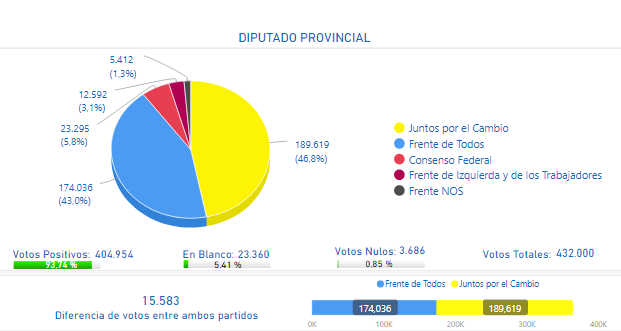 DIPUTADO PROVINCIAL
5.412
(1,3%)
12.592
(3,1%)
23.295
(5,8%)
174.036
(43,0%)
189.619
(46,8%)
Juntos por el Cambio
Frente de Todos
Consenso Federal
Frente de Izquierda y de los Trabajadores
Frente NOS
Votos Positivos: 404.954
93,74 %
En Blanco: 23.360
5,41 %
Votos Nulos: 3.686
0,85 %
Votos Totales: 432.000
15.583
Diferencia de votos entre ambos partidos
Frente de Todos Juntos por el Cambio
174,036 189,619
0K 100K 200K 300K 400K